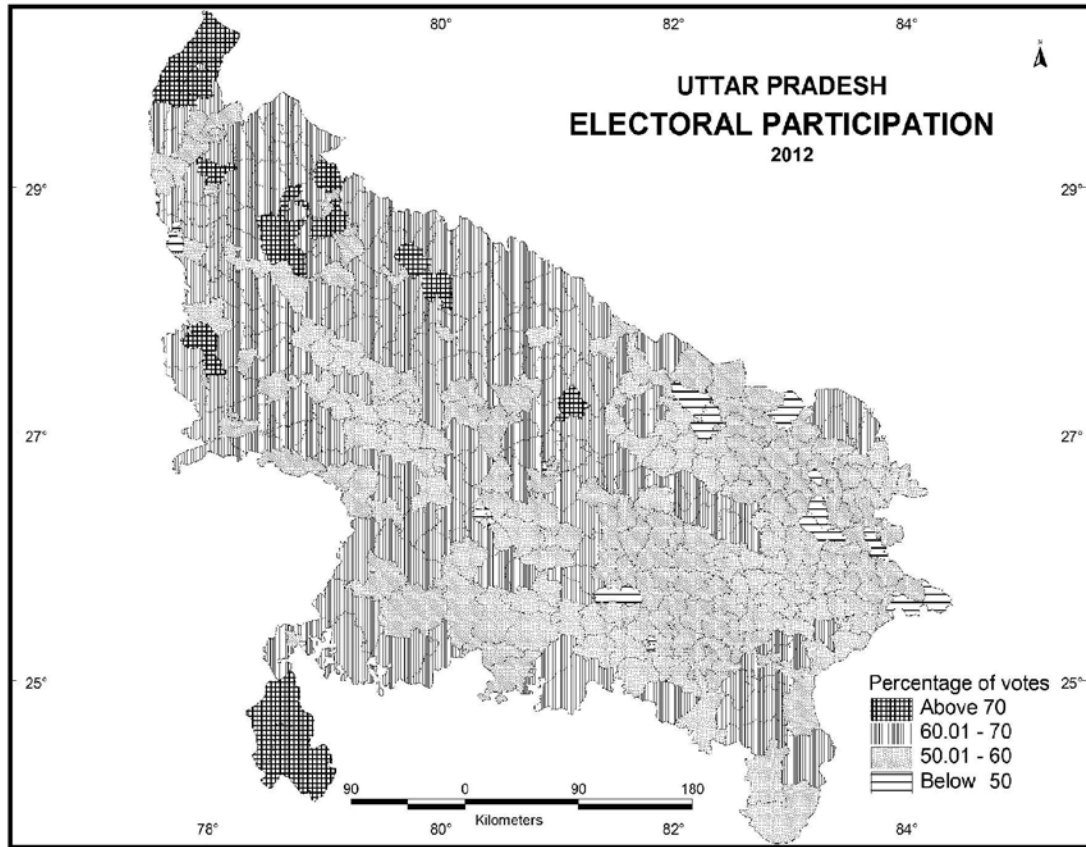 80° 82° 84°
N
UTTAR PRADESH
ELECTORAL PARTICIPATION
2012
29° 29°
27° 27°
25° 25°
Percentage of votes
Above 70
60.01 - 70
50.01 - 60
Below 50
90 0 90 180
Kilometers
78° 80° 82° 84°